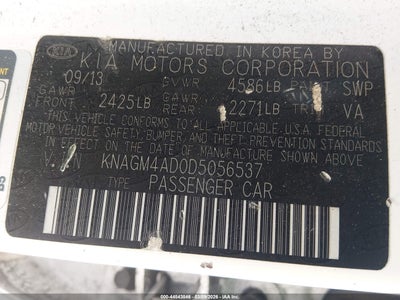 KIA
MANUFACTURED IN KOREA BY
KIA MOTORS CORPORATION
09/13 GVWR 4586LB SWP
GAWR GAWR
FRONT 2425LB REAR 2271LB VA
THIS VEHICLE CONFORMS TO ALL APPLICABLE U.S. FEDERAL
MOTOR VEHICLE SAFETY, BUMPER, AND THEFT PREVENTION STANDARDS
IN EFFECT ON THE DATE OF MANUFACTURE SHOWN ABOVE.
V.I.N KNAGM4AD0D5056537
TYPE PASSENGER CAR